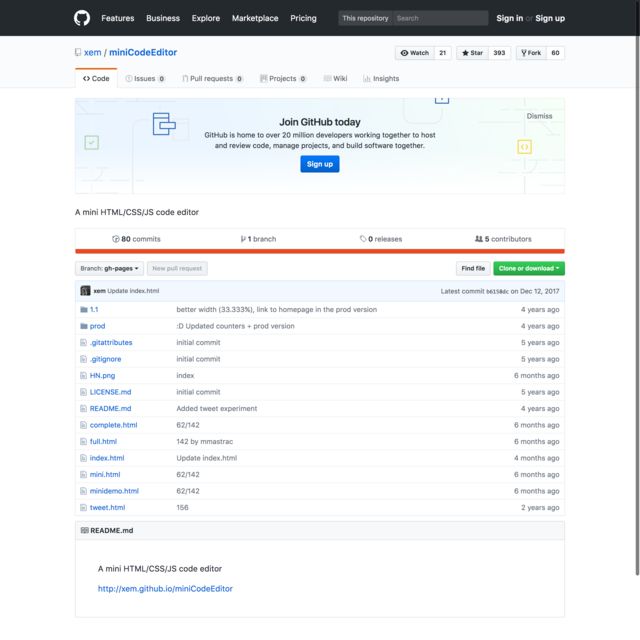 Features Business Explore Marketplace Pricing This repository Search Sign in or Sign up
xem / miniCodeEditor Watch 21 Star 393 Fork 60
Code Issues 0 Pull requests 0 Projects 0 Wiki Insights
Join GitHub today
Dismiss
GitHub is home to over 20 million developers working together to host
and review code, manage projects, and build software together.
Sign up
A mini HTML/CSS/JS code editor
80 commits 1 branch 0 releases 5 contributors
Branch: gh-pages New pull request Find file Clone or download
xem Update index.html Latest commit b6158dc on Dec 12, 2017
1.1 better width (33.333%), link to homepage in the prod version 4 years ago
prod :D Updated counters + prod version 4 years ago
.gitattributes initial commit 5 years ago
.gitignore initial commit 5 years ago
HN.png index 6 months ago
LICENSE.md initial commit 5 years ago
README.md Added tweet experiment 4 years ago
complete.html 62/142 6 months ago
full.html 142 by mmastrac 6 months ago
index.html Update index.html 4 months ago
mini.html 62/142 6 months ago
minidemo.html 62/142 6 months ago
tweet.html 156 2 years ago
README.md
A mini HTML/CSS/JS code editor
http://xem.github.io/miniCodeEditor